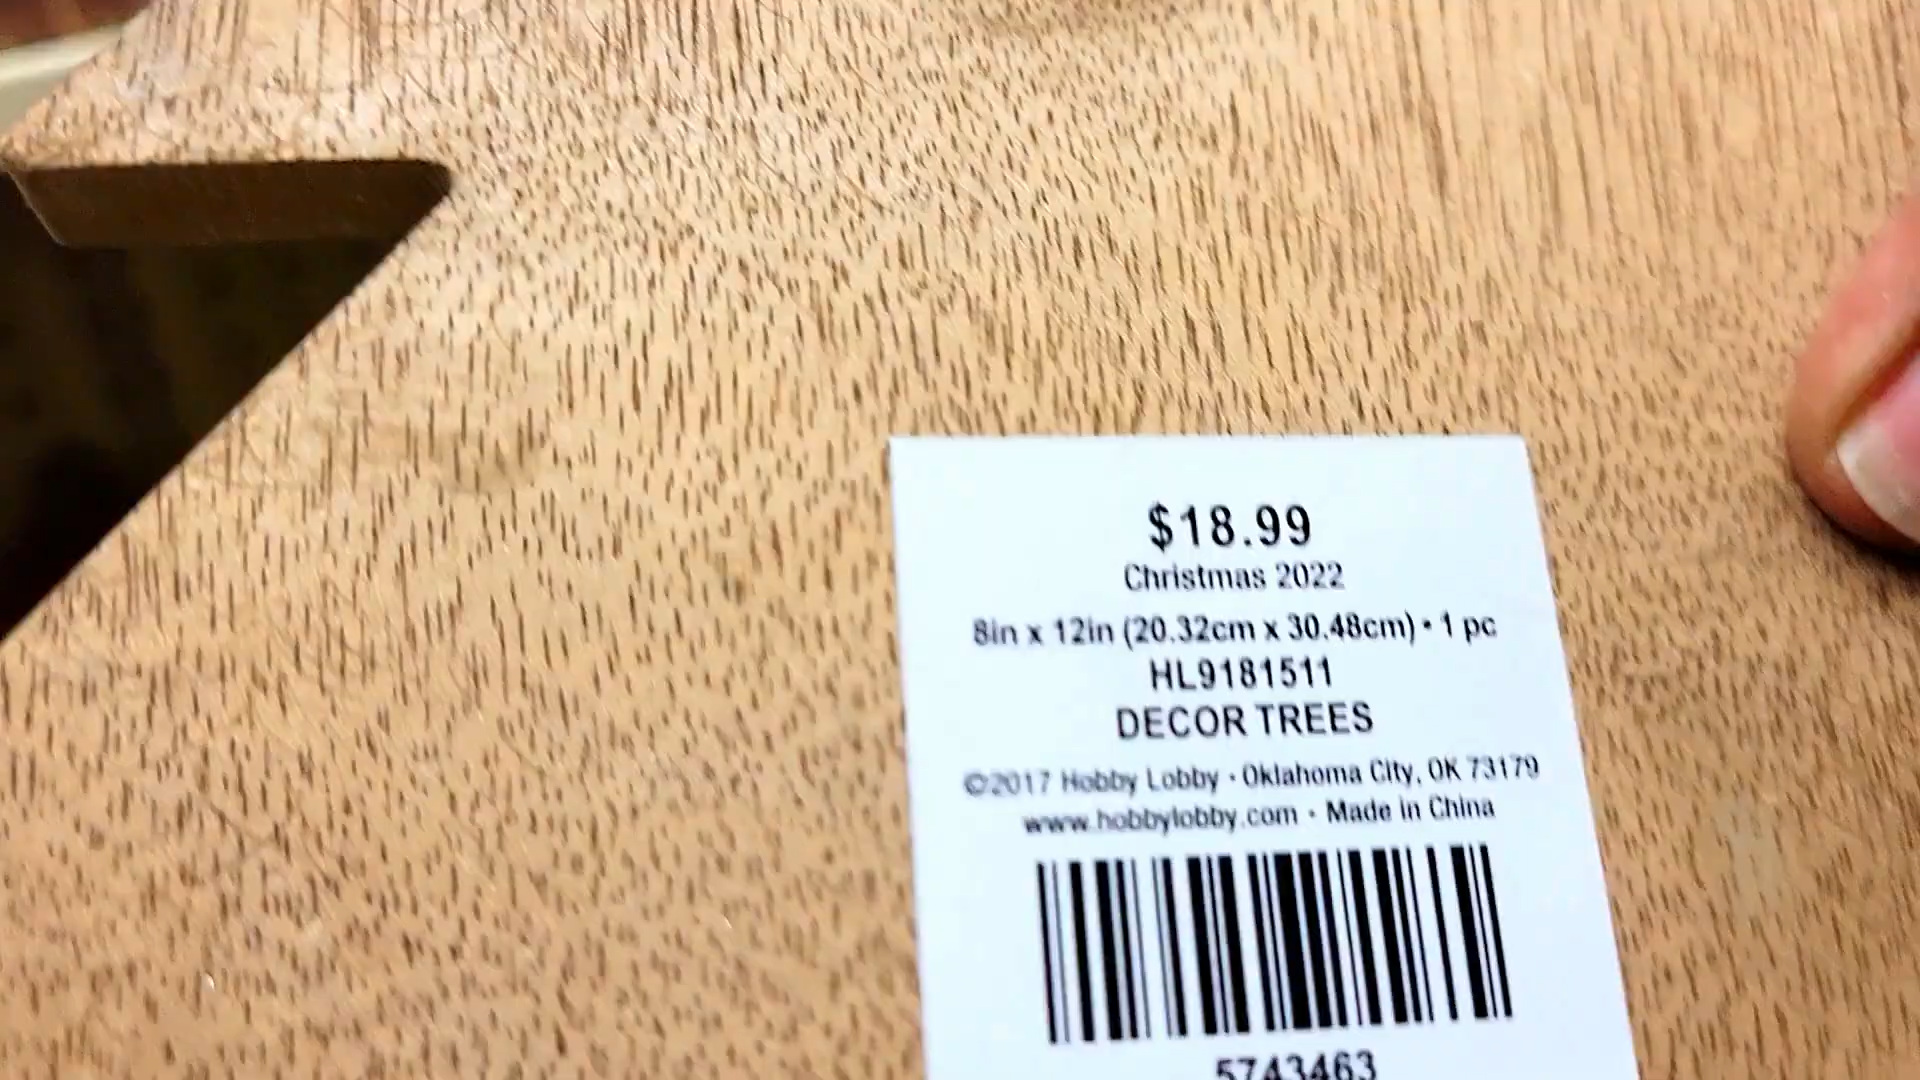 $18.99
Christmas 2022
8in x 12in (20.32cm x 30.48cm) • 1 pc
HL9181511
DECOR TREES
©2017 Hobby Lobby • Oklahoma City, OK 73179
www.hobbylobby.com • Made in China
5743463